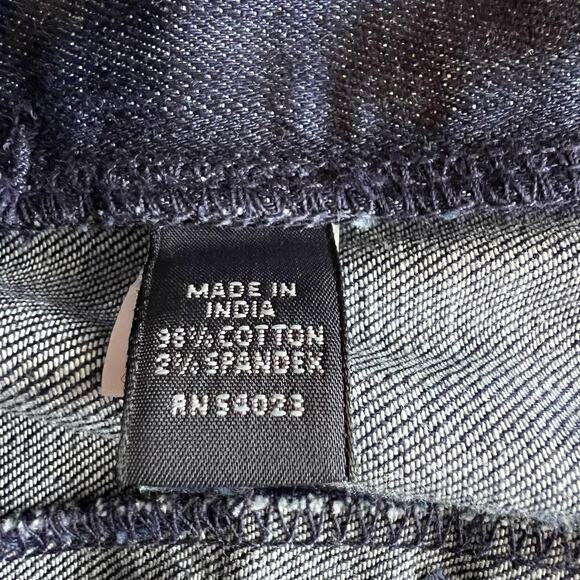 MADE IN
INDIA
98% COTTON
2% SPANDEX
RN 54023